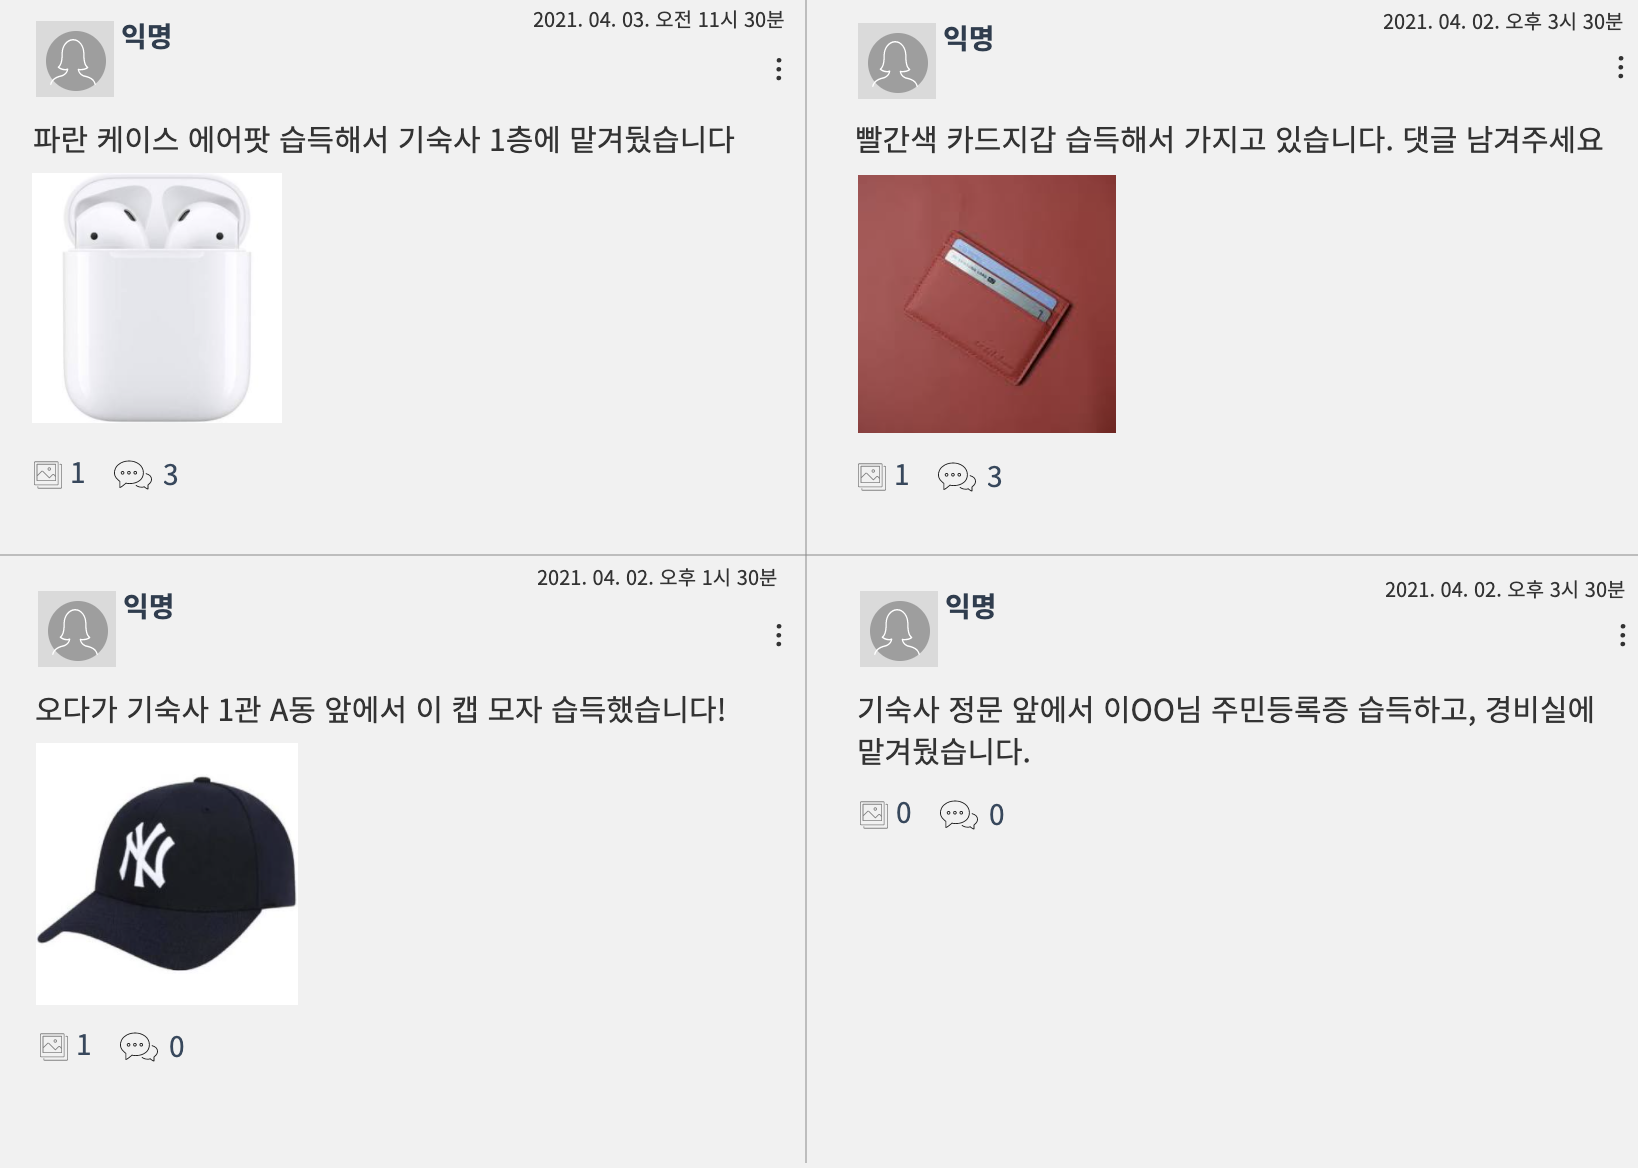 익명
2021. 04. 03. 오전 11시 30분
파란 케이스 에어팟 습득해서 기숙사 1층에 맡겨뒀습니다
1 3
익명
2021. 04. 02. 오후 3시 30분
빨간색 카드지갑 습득해서 가지고 있습니다. 댓글 남겨주세요
1 3
익명
2021. 04. 02. 오후 1시 30분
오다가 기숙사 1관 A동 앞에서 이 캡 모자 습득했습니다!
NY
1 0
익명
2021. 04. 02. 오후 3시 30분
기숙사 정문 앞에서 이OO님 주민등록증 습득하고, 경비실에
맡겨뒀습니다.
0 0